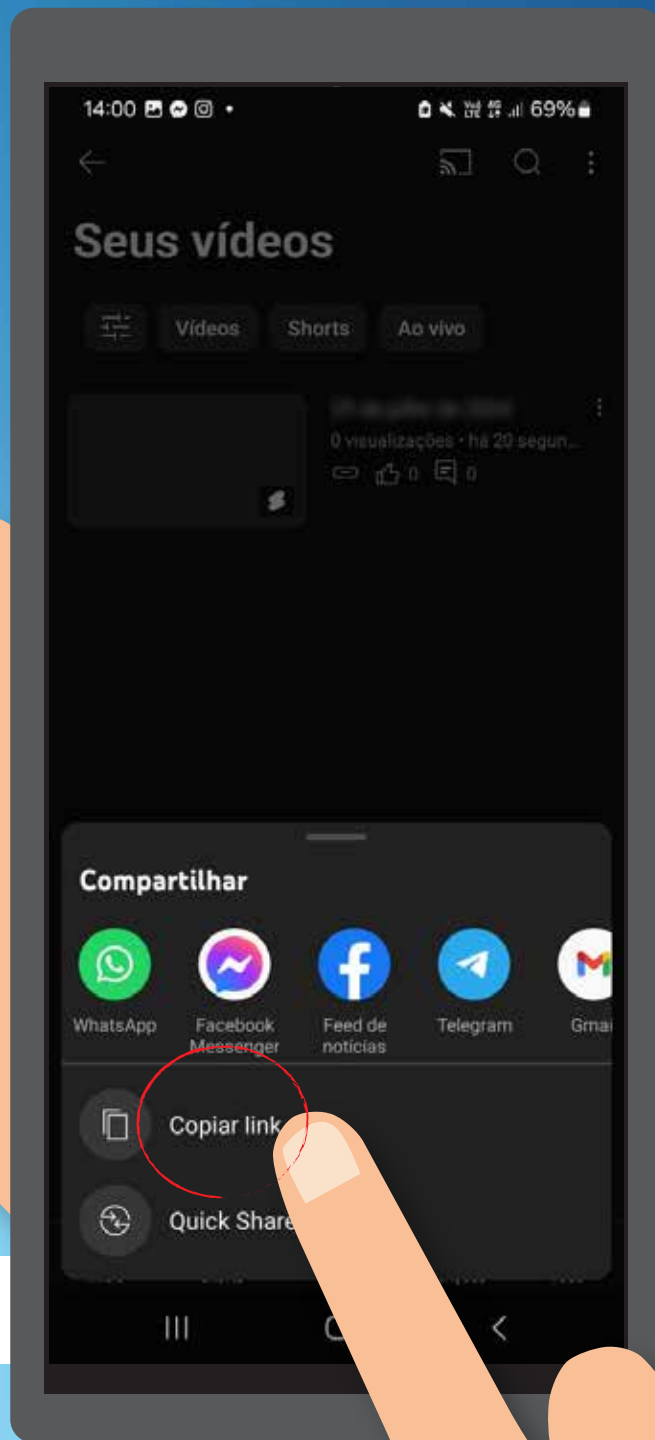 14:00
69%
Seus vídeos
Vídeos Shorts Ao vivo
0 visualizações • há 20 segun...
0 0
Compartilhar
WhatsApp
Facebook Messenger
Feed de notícias
Telegram
Gmai
Copiar link
Quick Share